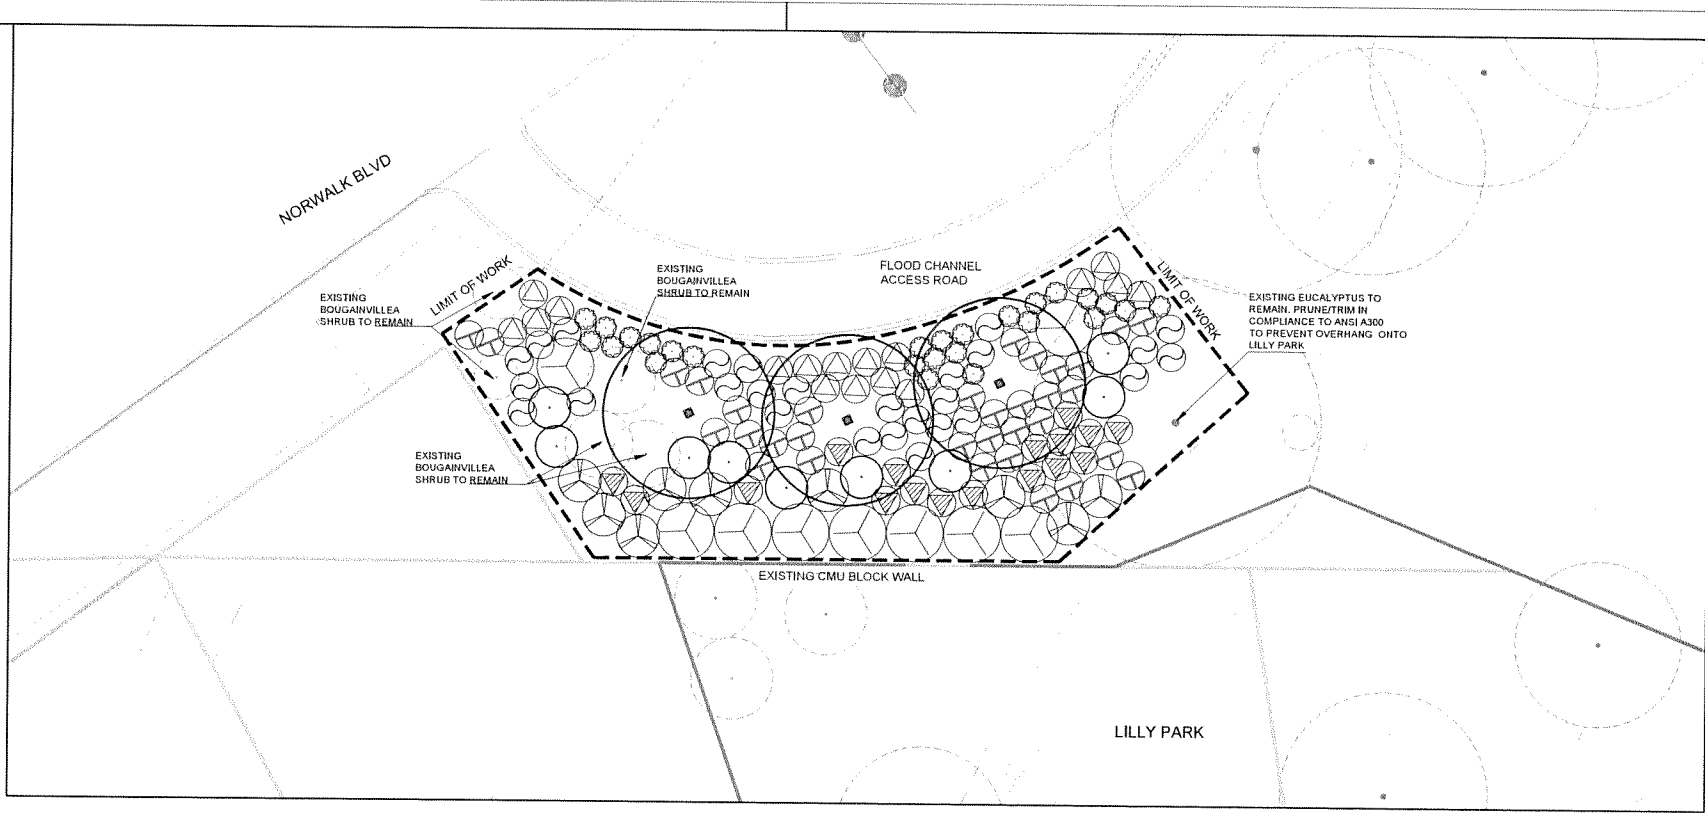 NORWALK BLVD
LIMIT OF WORK
EXISTING
BOUGAINVILLEA
SHRUB TO REMAIN
EXISTING
BOUGAINVILLEA
SHRUB TO REMAIN
FLOOD CHANNEL
ACCESS ROAD
LIMIT OF WORK
EXISTING EUCALYPTUS TO
REMAIN. PRUNE/TRIM IN
COMPLIANCE TO ANSI A300
TO PREVENT OVERHANG ONTO
LILLY PARK
EXISTING
BOUGAINVILLEA
SHRUB TO REMAIN
EXISTING CMU BLOCK WALL
LILLY PARK